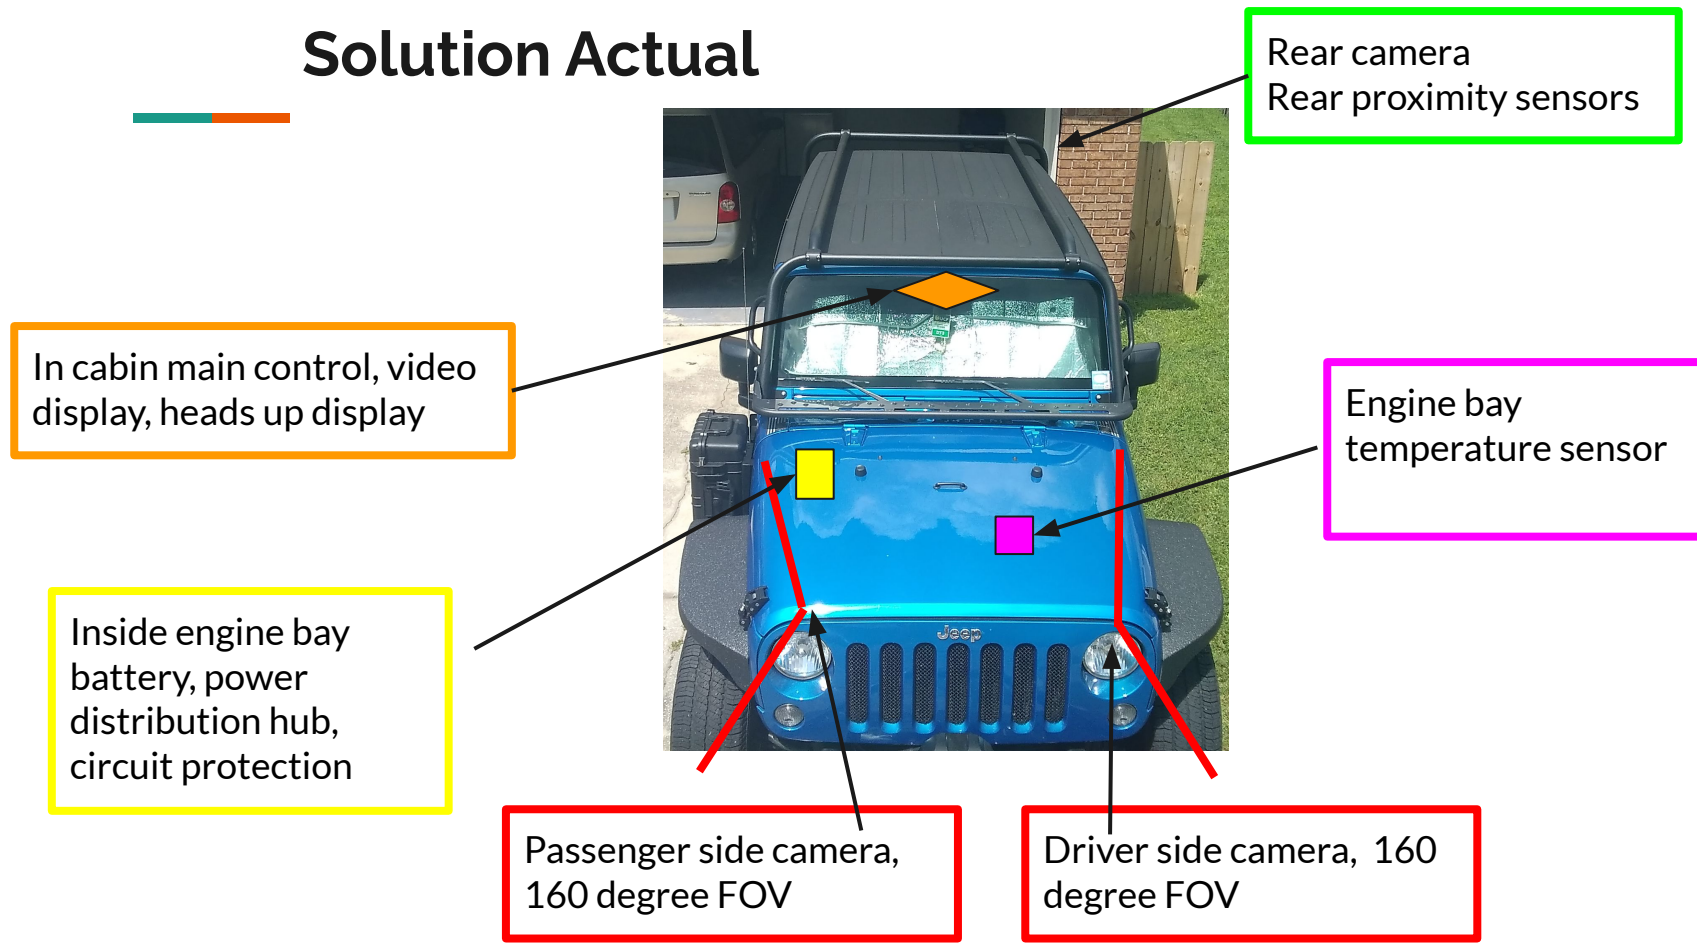 Solution Actual
Rear camera
Rear proximity sensors
In cabin main control, video
display, heads up display
Engine bay
temperature sensor
Inside engine bay
battery, power
distribution hub,
circuit protection
Jeep
Passenger side camera,
160 degree FOV
Driver side camera,  160
degree FOV